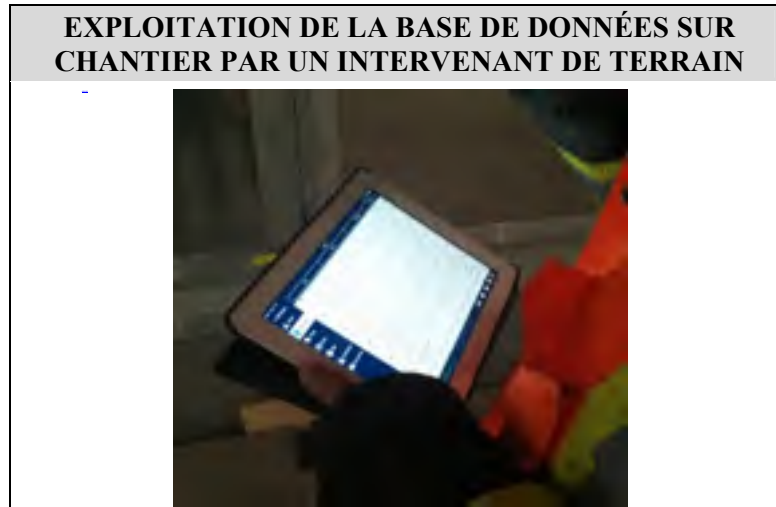 EXPLOITATION DE LA BASE DE DONNÉES SUR
CHANTIER PAR UN INTERVENANT DE TERRAIN